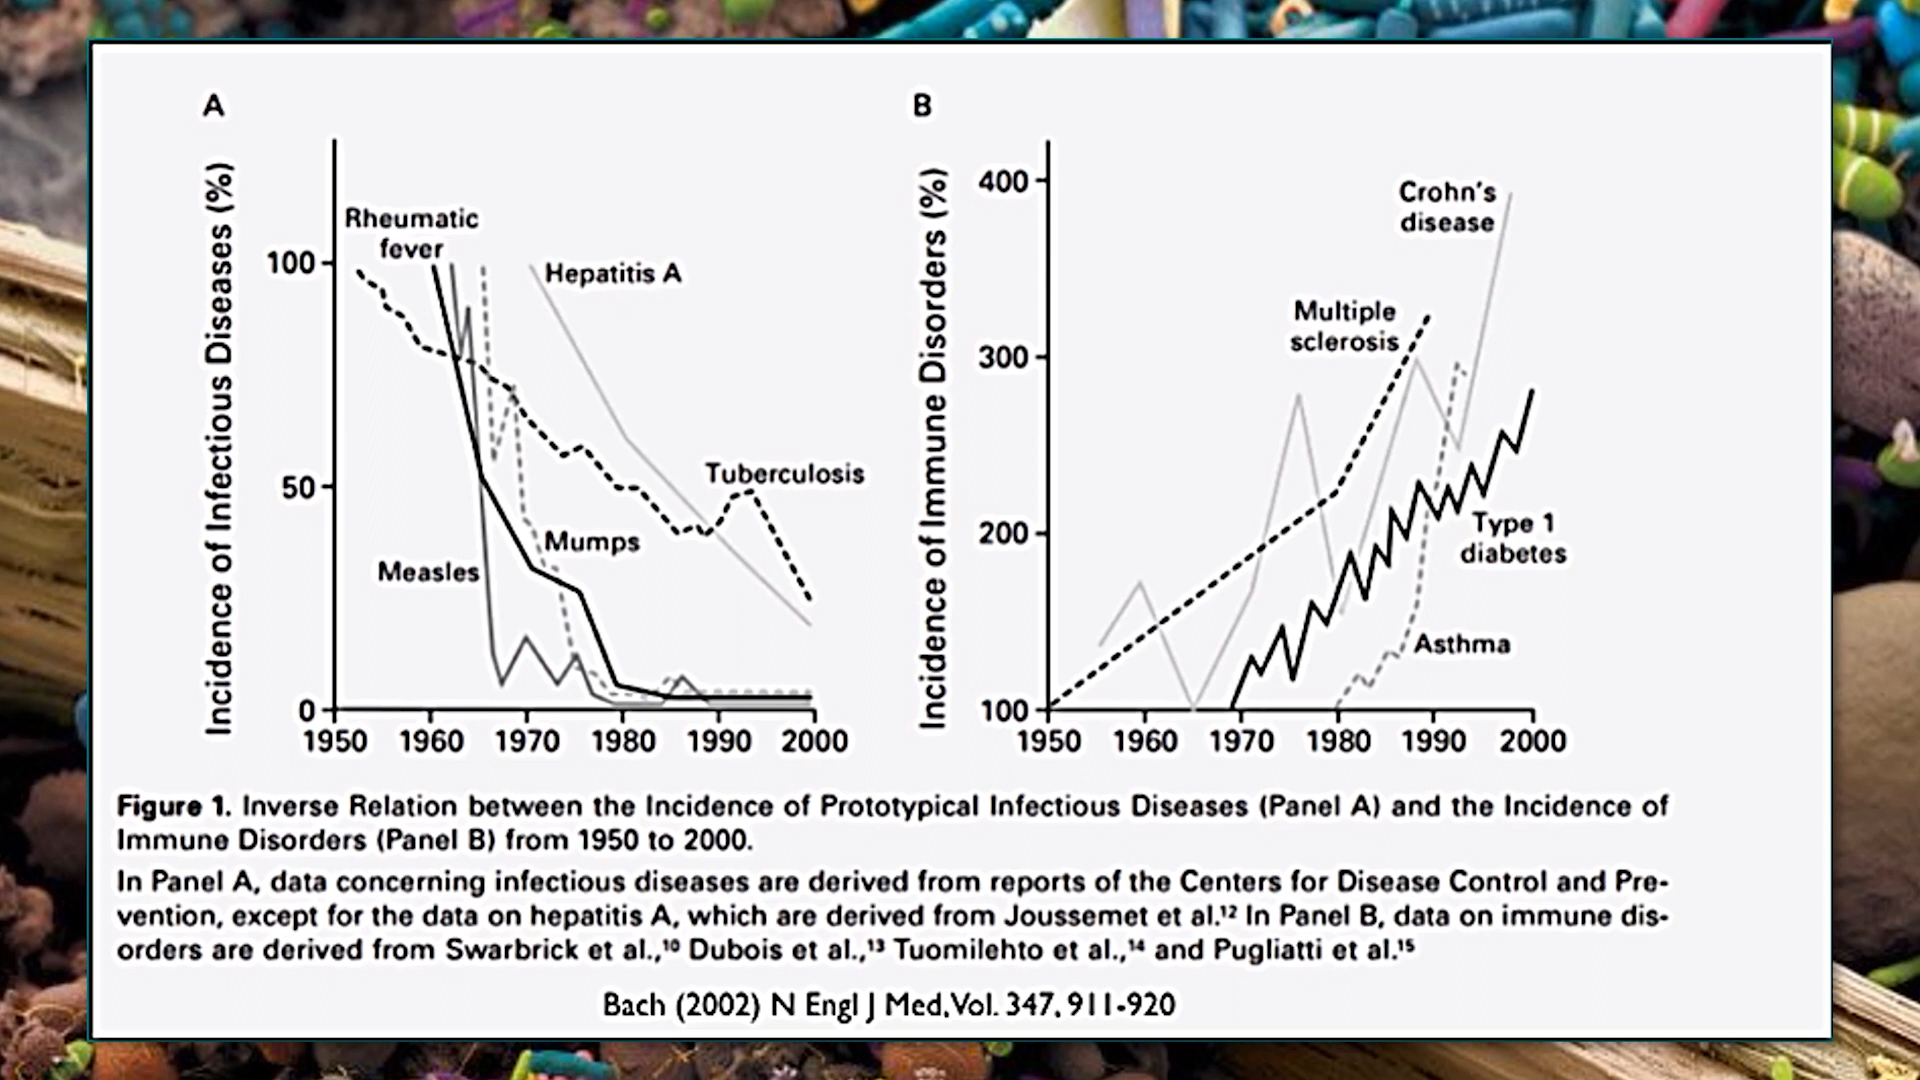 A
Incidence of Infectious Diseases (%)
100
50
0
1950 1960 1970 1980 1990 2000
Rheumatic
fever
Hepatitis A
Tuberculosis
Mumps
Measles
B
Incidence of Immune Disorders (%)
400
300
200
100
1950 1960 1970 1980 1990 2000
Crohn's
disease
Multiple
sclerosis
Type 1
diabetes
Asthma
Figure 1. Inverse Relation between the Incidence of Prototypical Infectious Diseases (Panel A) and the Incidence of
Immune Disorders (Panel B) from 1950 to 2000.
In Panel A, data concerning infectious diseases are derived from reports of the Centers for Disease Control and Pre-
vention, except for the data on hepatitis A, which are derived from Joussemet et al.¹² In Panel B, data on immune dis-
orders are derived from Swarbrick et al.,¹⁰ Dubois et al.,¹³ Tuomilehto et al.,¹⁴ and Pugliatti et al.¹⁵
Bach (2002) N Engl J Med, Vol. 347, 911-920